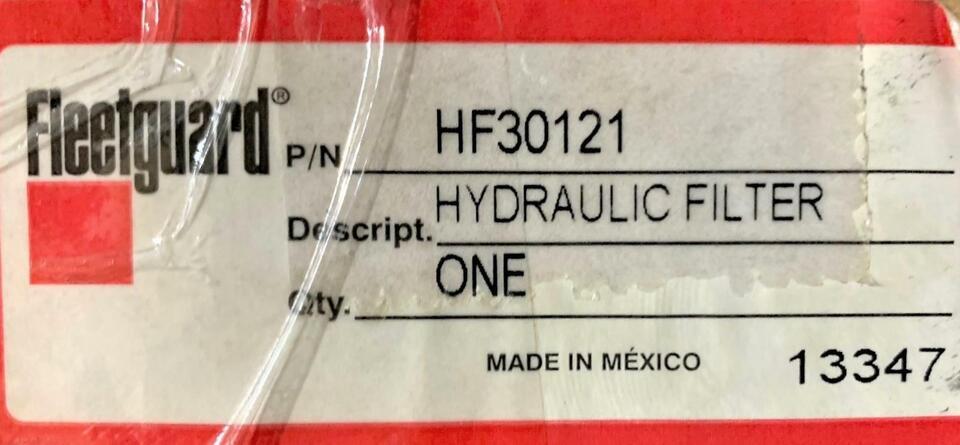 Fleetguard®
P/N HF30121
Descript. HYDRAULIC FILTER
Qty. ONE
MADE IN MÉXICO 13347